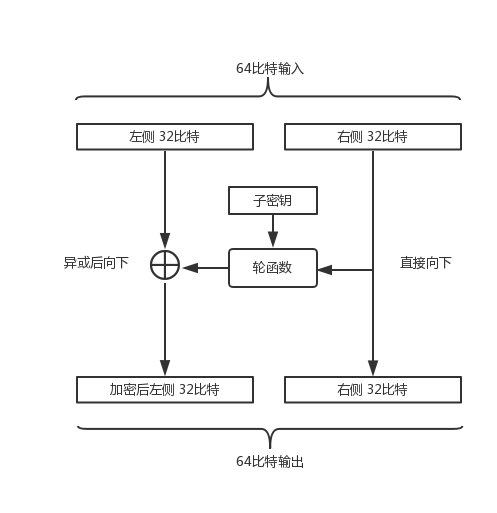 64比特输入
左侧 32比特
右侧 32比特
子密钥
异或后向下
轮函数
直接向下
加密后左侧 32比特
右侧 32比特
64比特输出